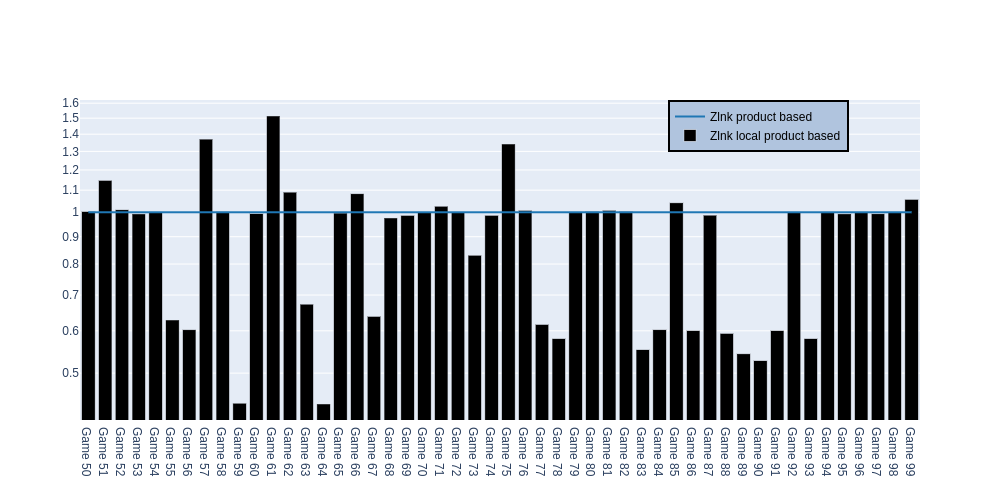 1.6
1.5
1.4
1.3
1.2
1.1
1
0.9
0.8
0.7
0.6
0.5
Zlnk product based
Zlnk local product based
Game 50
Game 51
Game 52
Game 53
Game 54
Game 55
Game 56
Game 57
Game 58
Game 59
Game 60
Game 61
Game 62
Game 63
Game 64
Game 65
Game 66
Game 67
Game 68
Game 69
Game 70
Game 71
Game 72
Game 73
Game 74
Game 75
Game 76
Game 77
Game 78
Game 79
Game 80
Game 81
Game 82
Game 83
Game 84
Game 85
Game 86
Game 87
Game 88
Game 89
Game 90
Game 91
Game 92
Game 93
Game 94
Game 95
Game 96
Game 97
Game 98
Game 99